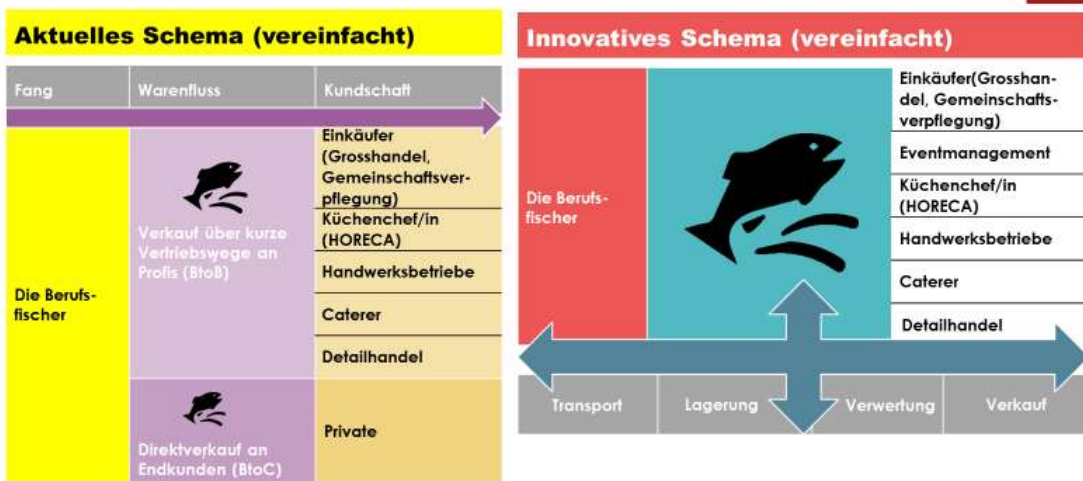 Aktuelles Schema (vereinfacht)
Fang
Warenfluss
Kundschaft
Die Berufs-
fischer
Verkauf über kurze
Vertriebswege an
Profis (BtoB)
Einkäufer
(Grosshandel,
Gemeinschaftsver-
pflegung)
Küchenchef/in
(HORECA)
Handwerksbetriebe
Caterer
Detailhandel
Direktverkauf an
Endkunden (BtoC)
Private
Innovatives Schema (vereinfacht)
Die Berufs-
fischer
Einkäufer(Grosshan-
del, Gemeinschafts-
verpflegung)
Eventmanagement
Küchenchef/in
(HORECA)
Handwerksbetriebe
Caterer
Detailhandel
Transport
Lagerung
Verwertung
Verkauf